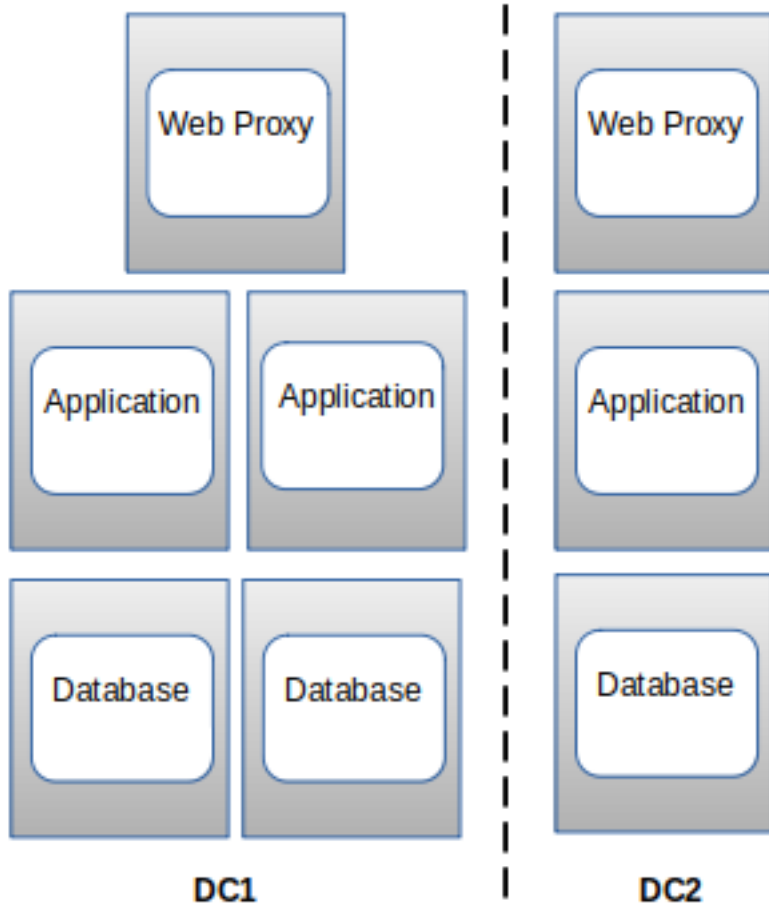 Web Proxy
Web Proxy
Application
Application
Application
Database
Database
Database
DC1
DC2